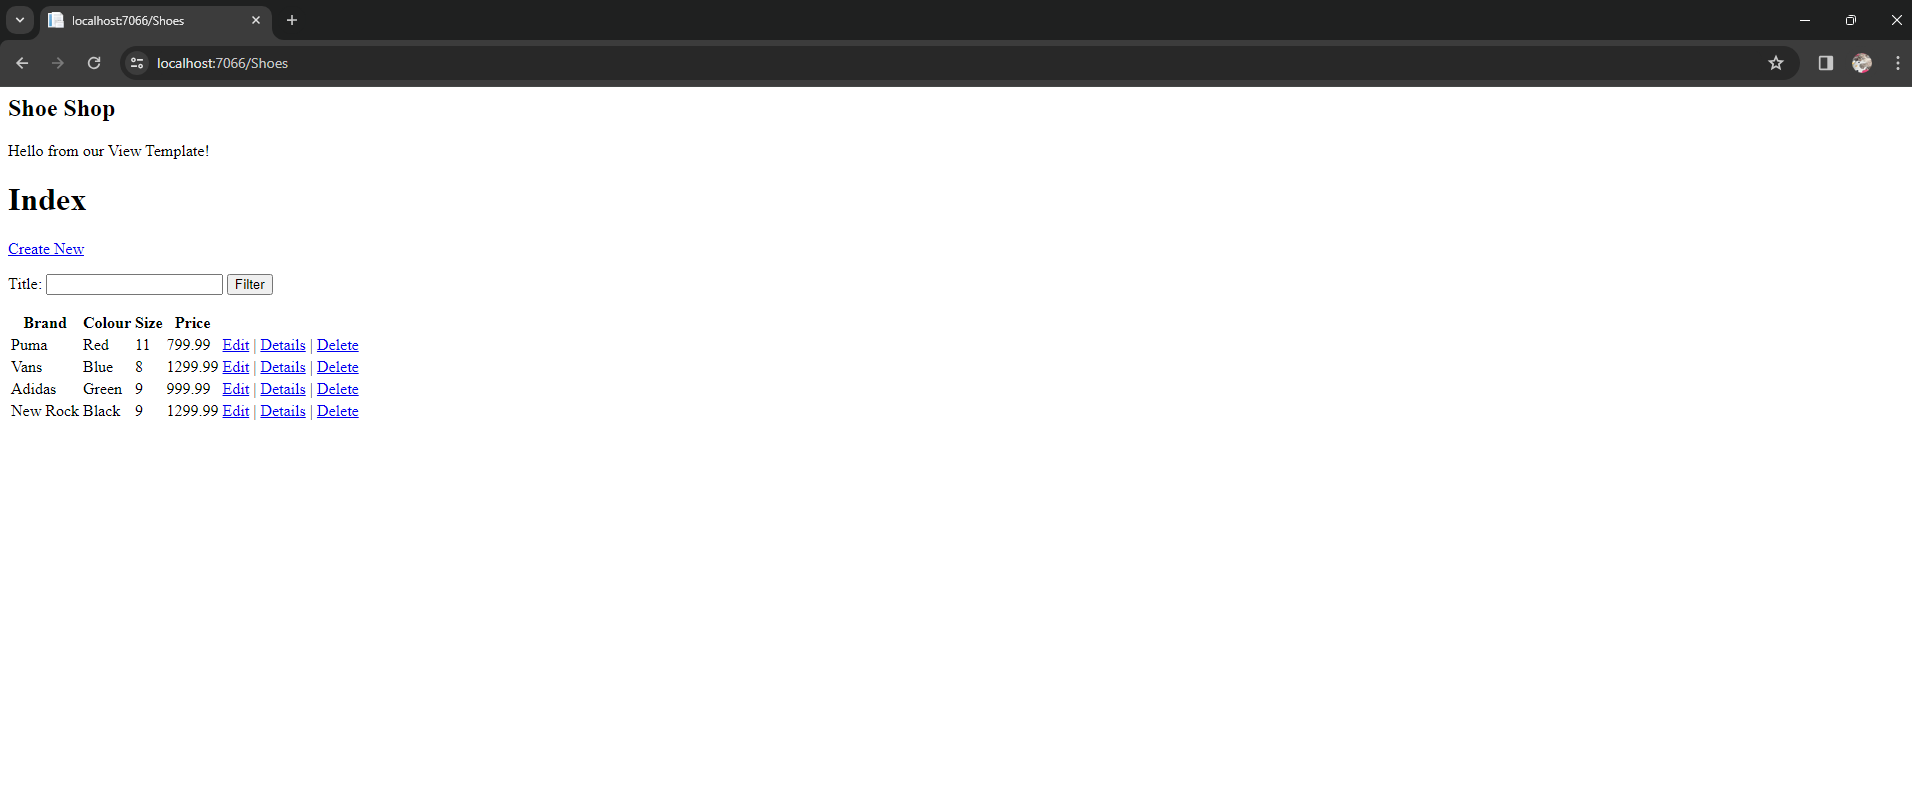 localhost:7066/Shoes
localhost:7066/Shoes
Shoe Shop
Hello from our View Template!
Index
Create New
Title: Filter
Brand Colour Size Price
Puma Red 11 799.99 Edit | Details | Delete
Vans Blue 8 1299.99 Edit | Details | Delete
Adidas Green 9 999.99 Edit | Details | Delete
New Rock Black 9 1299.99 Edit | Details | Delete